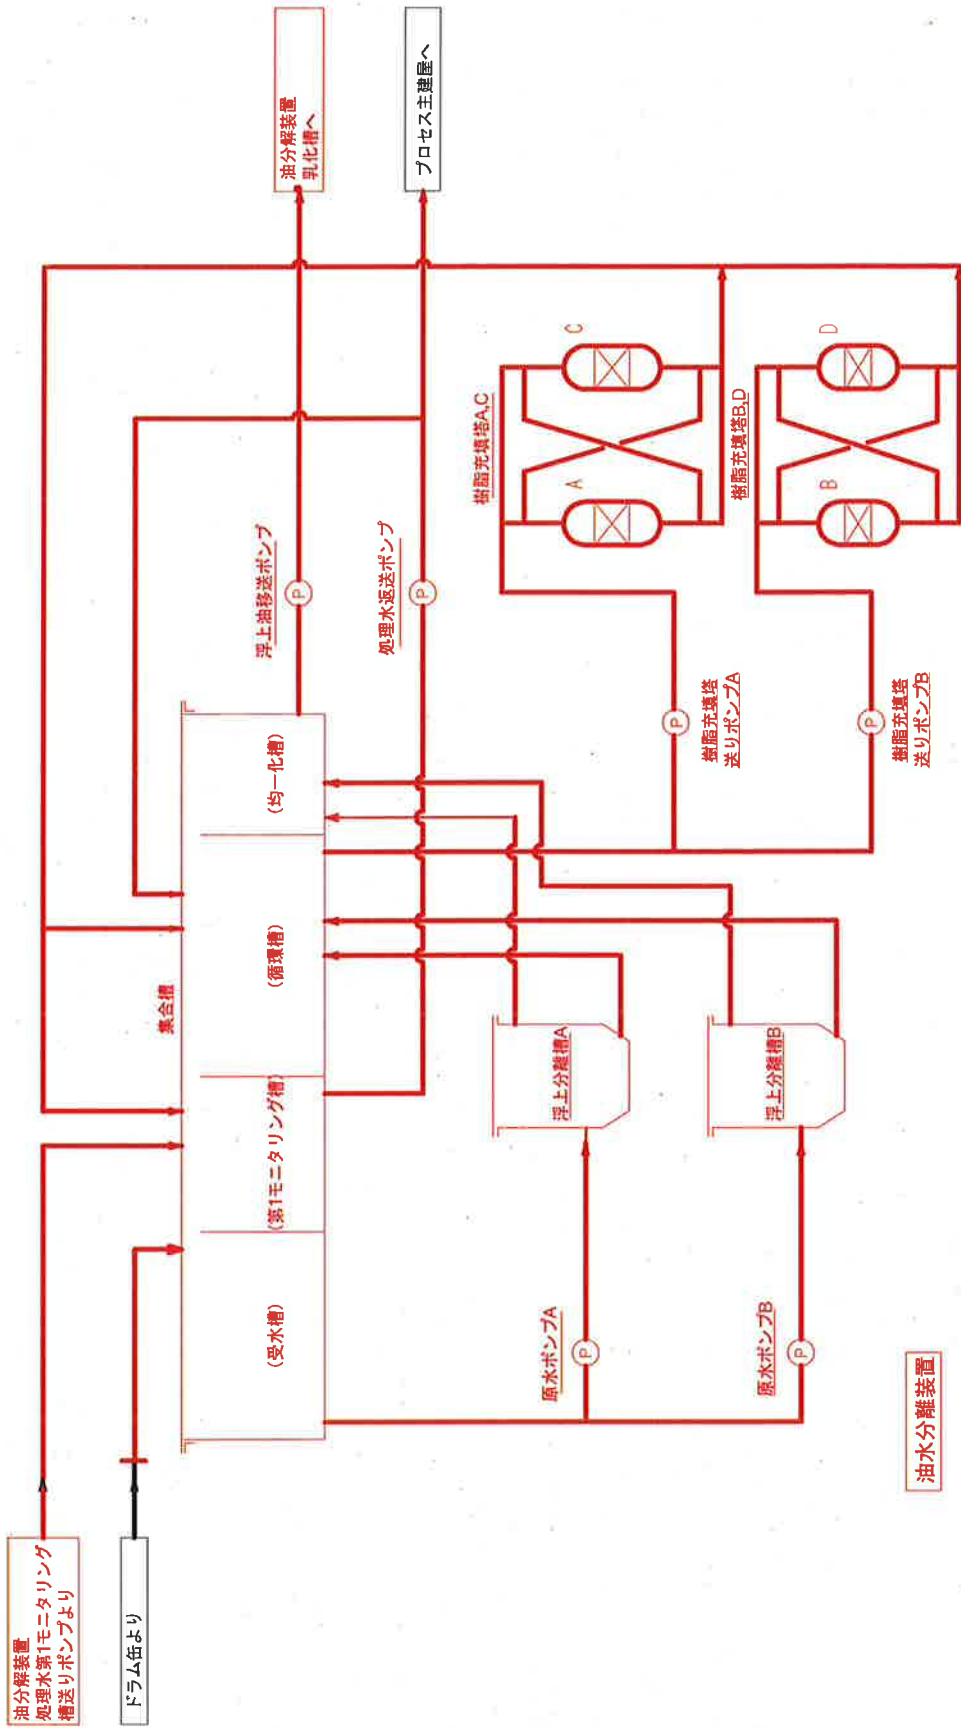 油分解装置
処理水第1モニタリング
槽送りポンプより
ドラム缶より
集合槽
(受水槽)
(第1モニタリング槽)
(循環槽)
(均一化槽)
浮上油移送ポンプ
油分解装置
乳化槽へ
処理水返送ポンプ
プロセス主建屋へ
原水ポンプA
P
浮上分離槽A
原水ポンプB
P
浮上分離槽B
P
P
樹脂充填塔A,C
A
C
樹脂充填塔
送りポンプA
P
樹脂充填塔B,D
B
D
樹脂充填塔
送りポンプB
P
油水分離装置